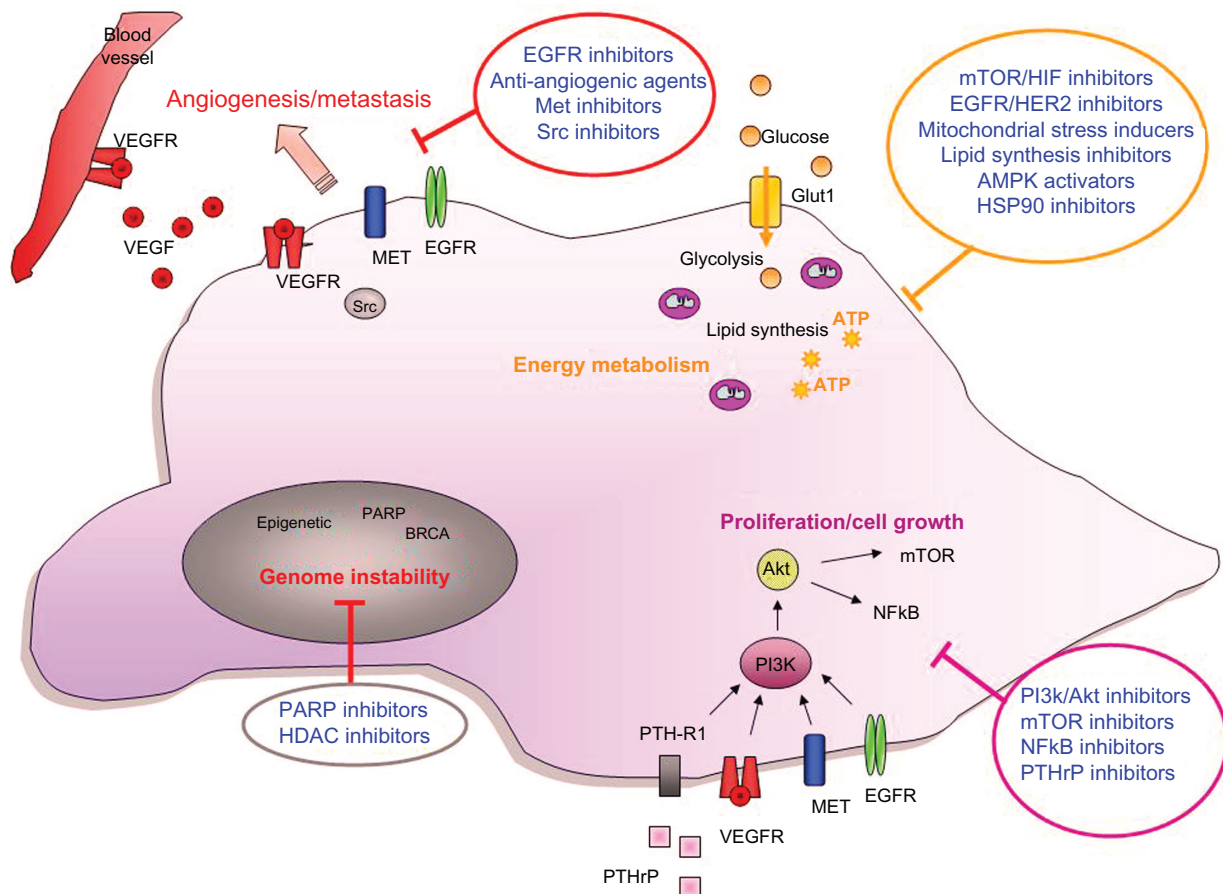 Blood
vessel
Angiogenesis/metastasis
EGFR inhibitors
Anti-angiogenic agents
Met inhibitors
Src inhibitors
mTOR/HIF inhibitors
EGFR/HER2 inhibitors
Mitochondrial stress inducers
Lipid synthesis inhibitors
AMPK activators
HSP90 inhibitors
VEGFR
VEGF
VEGFR
MET
EGFR
Src
Glucose
Glut1
Glycolysis
Lipid synthesis
ATP
ATP
Energy metabolism
Epigenetic
PARP
BRCA
Genome instability
PARP inhibitors
HDAC inhibitors
Proliferation/cell growth
Akt
mTOR
NFkB
PI3K
PTH-R1
VEGFR
MET
EGFR
PTHrP
PI3k/Akt inhibitors
mTOR inhibitors
NFkB inhibitors
PTHrP inhibitors